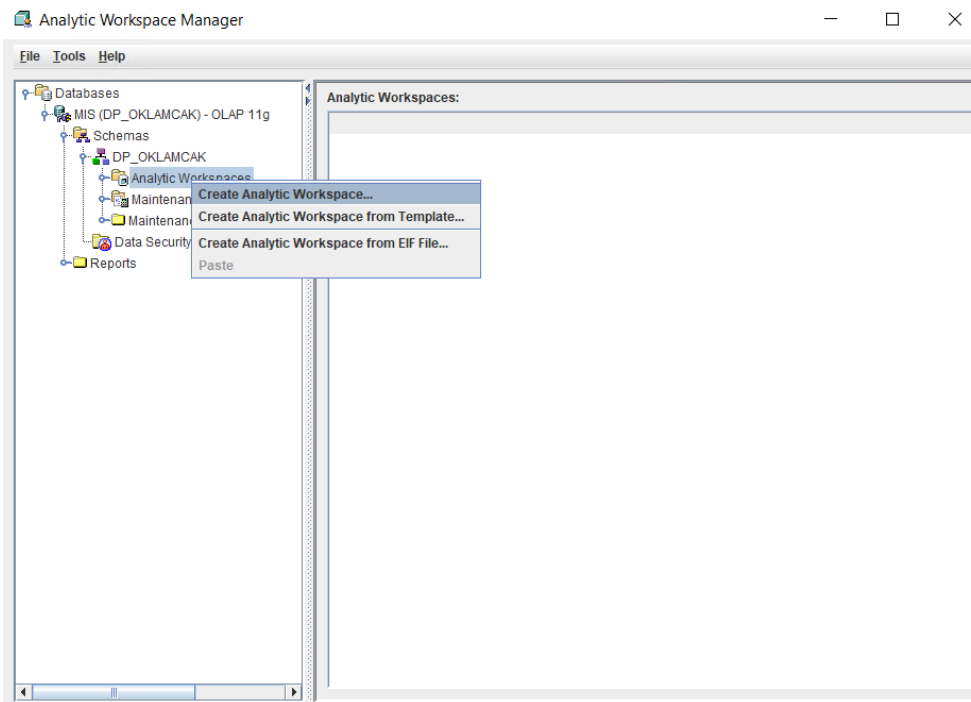 Analytic Workspace Manager
File Tools Help
Databases
MIS (DP_OKLAMCAK) - OLAP 11g
Schemas
DP_OKLAMCAK
Analytic Workspaces
Maintenan
Maintenan
Data Security
Reports
Create Analytic Workspace...
Create Analytic Workspace from Template...
Create Analytic Workspace from EIF File...
Paste
Analytic Workspaces: